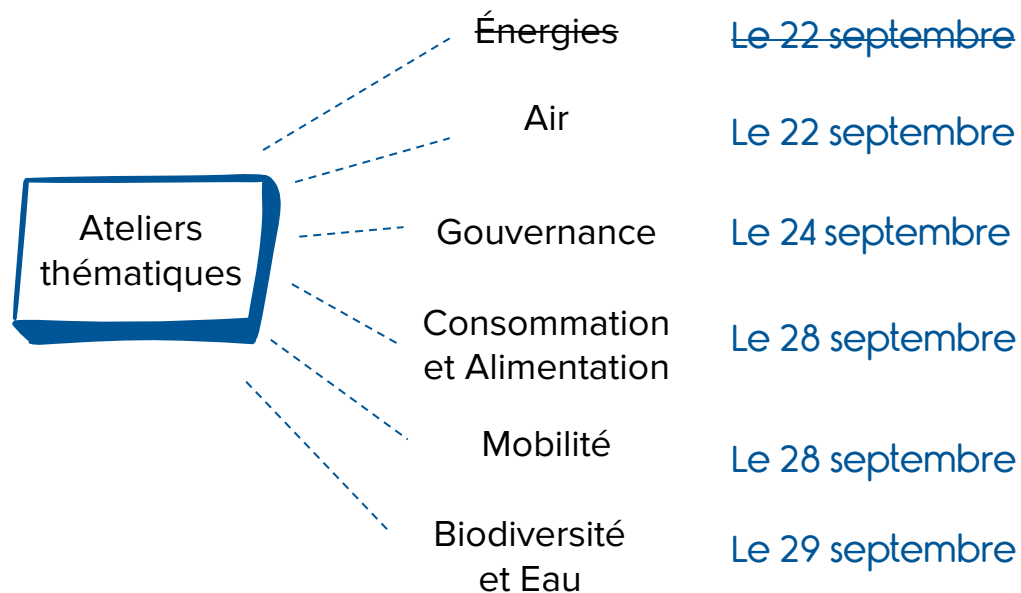 Énergies Le 22 septembre
Air Le 22 septembre
Ateliers
thématiques
Gouvernance Le 24 septembre
Consommation
et Alimentation Le 28 septembre
Mobilité Le 28 septembre
Biodiversité
et Eau Le 29 septembre